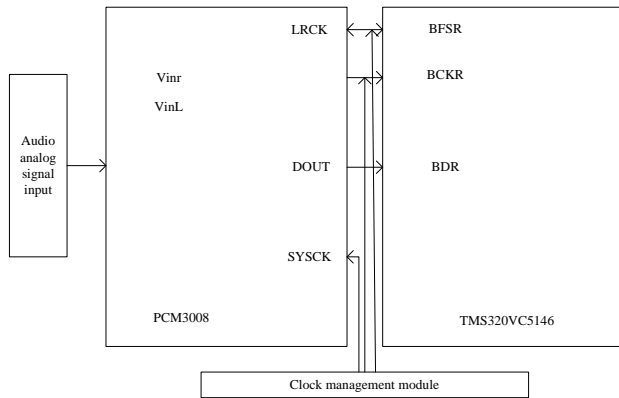 LRCK
BFSR
Vinr
BCKR
VinL
Audio
analog
signal
input
DOUT
BDR
SYSCK
PCM3008
TMS320VC5146
Clock management module